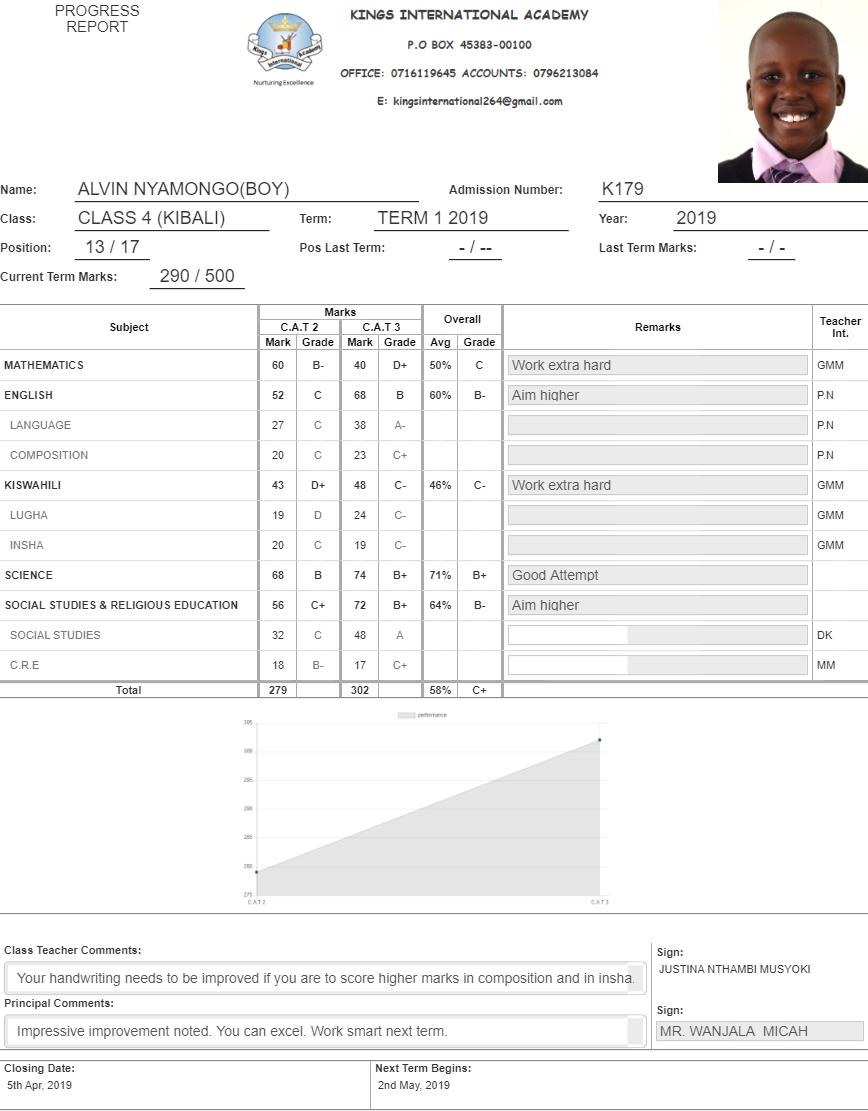 PROGRESS
REPORT
KINGS INTERNATIONAL ACADEMY
P.O BOX 45383-00100
OFFICE: 0716119645 ACCOUNTS: 0796213084
E: kingsinternational264@gmail.com
Kings International Academy
Nurturing Excellence
Name: ALVIN NYAMONGO(BOY) Admission Number: K179
Class: CLASS 4 (KIBALI) Term: TERM 1 2019 Year: 2019
Position: 13 / 17 Pos Last Term: - / -- Last Term Marks: - / -
Current Term Marks: 290 / 500
Subject Marks Overall Remarks Teacher Int.
C.A.T 2 C.A.T 3
Mark Grade Mark Grade Avg Grade
MATHEMATICS 60 B- 40 D+ 50% C Work extra hard GMM
ENGLISH 52 C 68 B 60% B- Aim higher P.N
LANGUAGE 27 C 38 A- P.N
COMPOSITION 20 C 23 C+ P.N
KISWAHILI 43 D+ 48 C- 46% C- Work extra hard GMM
LUGHA 19 D 24 C- GMM
INSHA 20 C 19 C- GMM
SCIENCE 68 B 74 B+ 71% B+ Good Attempt
SOCIAL STUDIES & RELIGIOUS EDUCATION 56 C+ 72 B+ 64% B- Aim higher
SOCIAL STUDIES 32 C 48 A DK
C.R.E 18 B- 17 C+ MM
Total 279 302 58% C+
performance
305
300
295
290
285
280
275
C.A.T 2 C.A.T 3
Class Teacher Comments:
Your handwriting needs to be improved if you are to score higher marks in composition and in insha.
Sign:
JUSTINA NTHAMBI MUSYOKI
Principal Comments:
Impressive improvement noted. You can excel. Work smart next term.
Sign:
MR. WANJALA MICAH
Closing Date: Next Term Begins:
5th Apr, 2019 2nd May, 2019